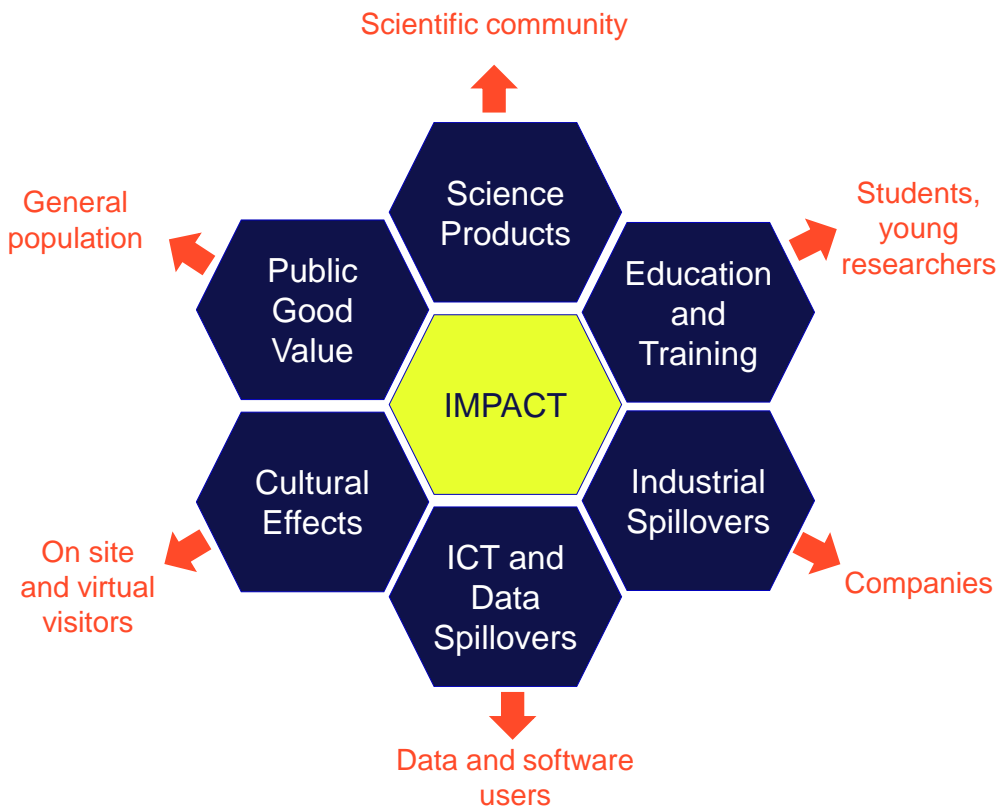 Scientific community
Science
Products
General
population
Public
Good
Value
Students,
young
researchers
Education
and
Training
IMPACT
Cultural
Effects
Industrial
Spillovers
On site
and virtual
visitors
ICT and
Data
Spillovers
Companies
Data and software
users